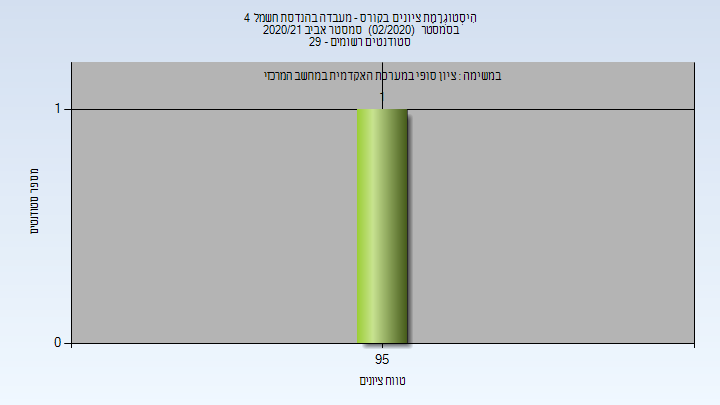 היסטוגרמת ציונים בקורס - מעבדה בהנדסת חשמל 4
בסמסטר (02/2020) סמסטר אביב 2020/21
סטודנטים רשומים - 29
במשימה : ציון סופי במערכת האקדמית במחשב המרכזי
1
1
מספר סטודנטים
0
95
טווח ציונים